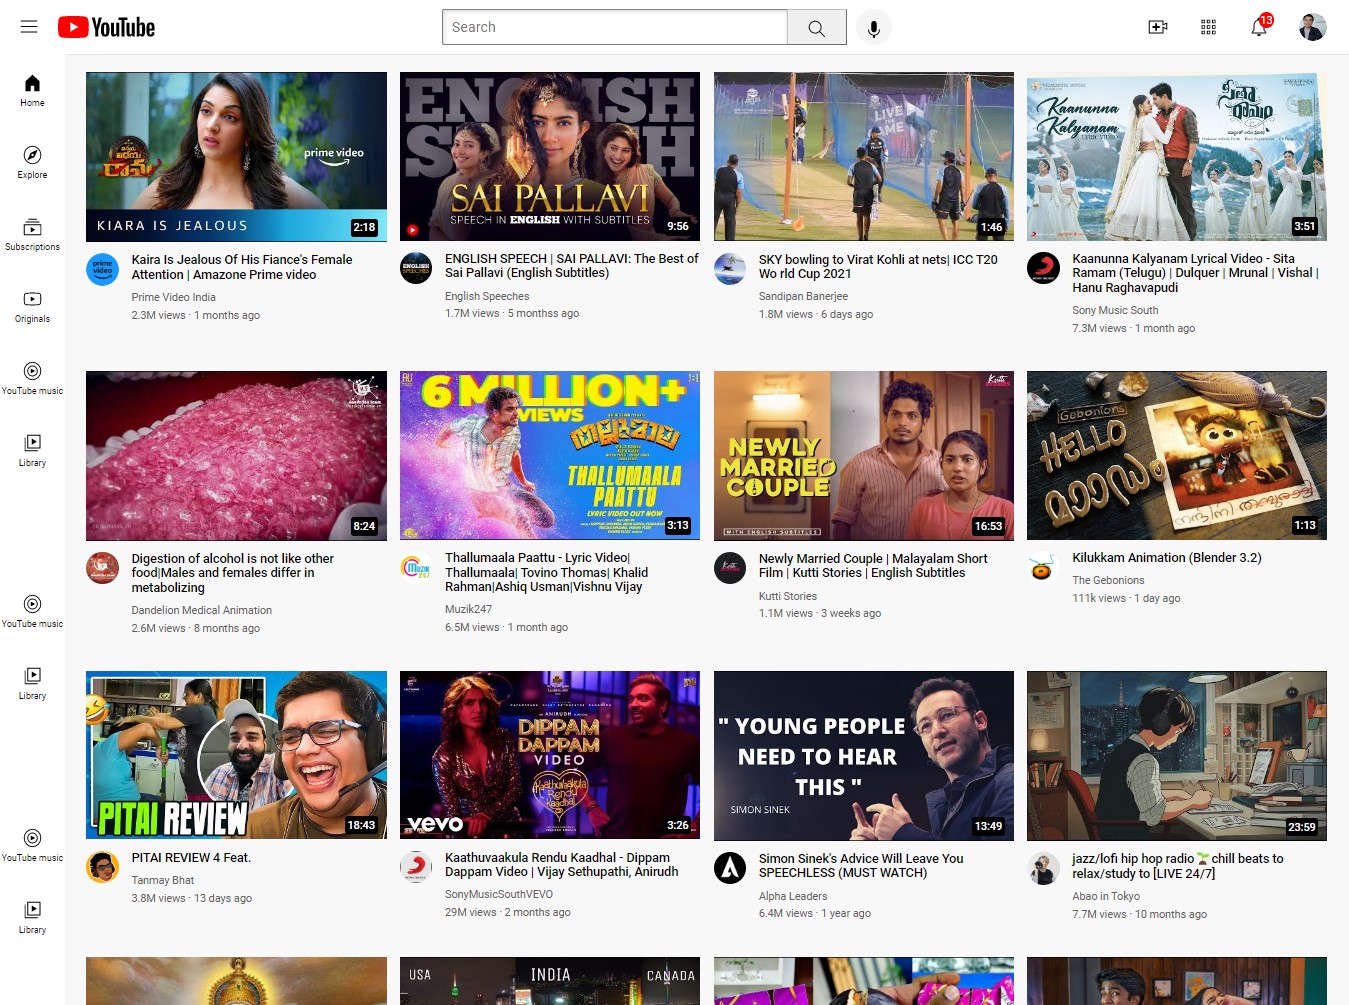 YouTube
Search
13
Home
Explore
Subscriptions
Originals
YouTube music
Library
YouTube music
Library
YouTube music
Library
prime video
KIARA IS JEALOUS
2:18
prime video
Kaira Is Jealous Of His Fiance's Female
Attention | Amazone Prime video
Prime Video India
2.3M views · 1 months ago
ENGLISH
SPEECH
SAI PALLAVI
SPEECH IN ENGLISH WITH SUBTITLES
9:56
ENGLISH SPEECHES
ENGLISH SPEECH | SAI PALLAVI: The Best of
Sai Pallavi (English Subtitles)
English Speeches
1.7M views · 5 monthss ago
1:46
SKY bowling to Virat Kohli at nets| ICC T20
Wo rld Cup 2021
Sandipan Banerjee
1.8M views · 6 days ago
Kaanunna
Kalyanam
LYRIC VIDEO
సీతా
రామం
3:51
Kaanunna Kalyanam Lyrical Video - Sita
Ramam (Telugu) | Dulquer | Mrunal | Vishal |
Hanu Raghavapudi
Sony Music South
7.3M views · 1 month ago
8:24
Digestion of alcohol is not like other
food|Males and females differ in
metabolizing
Dandelion Medical Animation
2.6M views · 8 months ago
6 MILLION+
VIEWS
തല്ലുമാല
THALLUMAALA
PAATTU
LYRIC VIDEO OUT NOW
3:13
MUZIK
247
Thallumaala Paattu - Lyric Video|
Thallumaala| Tovino Thomas| Khalid
Rahman|Ashiq Usman|Vishnu Vijay
Muzik247
6.5M views · 1 month ago
Kutti
NEWLY
MARRIED
COUPLE
WITH ENGLISH SUBTITLES
16:53
Kutti
Newly Married Couple | Malayalam Short
Film | Kutti Stories | English Subtitles
Kutti Stories
1.1M views · 3 weeks ago
Gebonions
HELLO
മാഡം
1:13
Kilukkam Animation (Blender 3.2)
The Gebonions
111k views · 1 day ago
PITAI REVIEW
18:43
PITAI REVIEW 4 Feat.
Tanmay Bhat
3.8M views · 13 days ago
ANIRUDH
DIPPAM
DAPPAM
VIDEO
Kaathuvaakula
Rendu
Kaadhal
vevo
3:26
Kaathuvaakula Rendu Kaadhal - Dippam
Dappam Video | Vijay Sethupathi, Anirudh
SonyMusicSouthVEVO
29M views · 2 months ago
" YOUNG PEOPLE
NEED TO HEAR
THIS "
SIMON SINEK
13:49
Simon Sinek's Advice Will Leave You
SPEECHLESS (MUST WATCH)
Alpha Leaders
6.4M views · 1 year ago
23:59
jazz/lofi hip hop radio🌱chill beats to
relax/study to [LIVE 24/7]
Abao in Tokyo
7.7M views · 10 months ago
USA
INDIA
CANADA